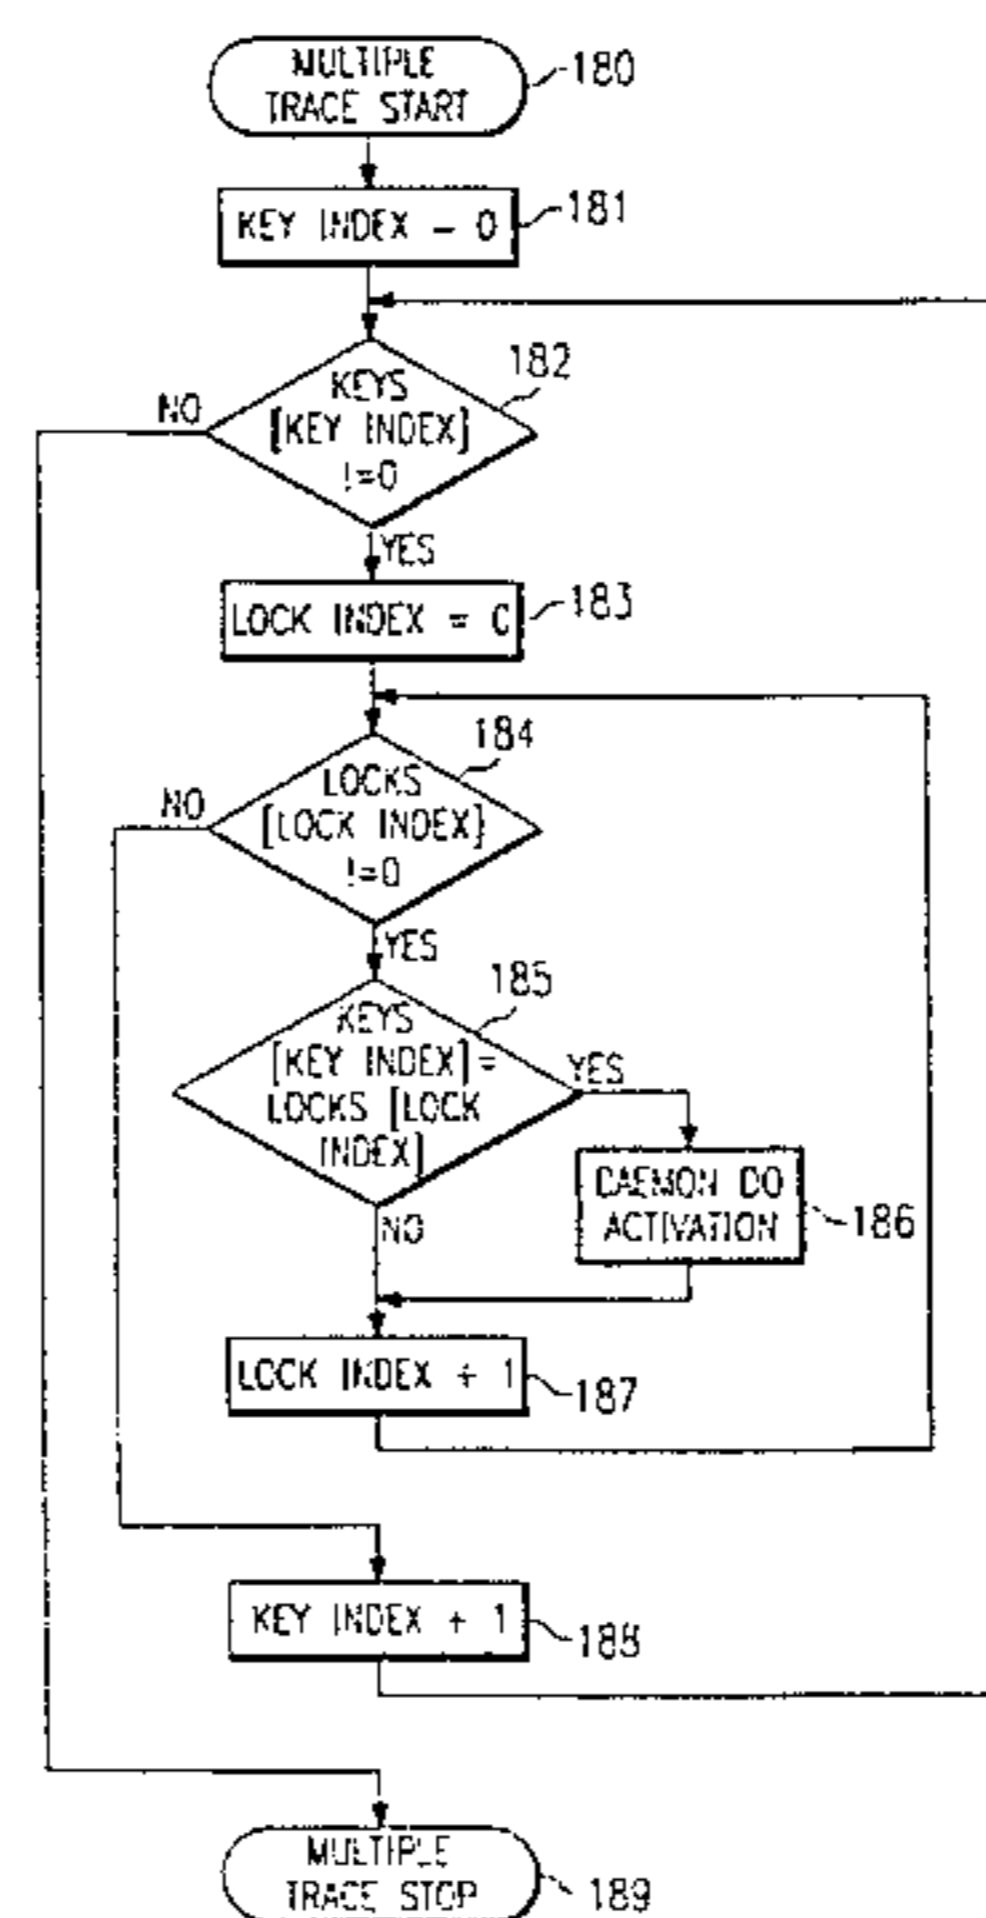 MULTIPLE
TRACE START
180
KEY INDEX - 0
181
182
KEYS
[KEY INDEX]
!=0
NO
YES
LOCK INDEX = 0
183
184
LOCKS
[LOCK INDEX]
!=0
NO
YES
185
KEYS
[KEY INDEX]=
LOCKS [LOCK
INDEX]
YES
NO
DAEMON DO
ACTIVATION
186
LOCK INDEX + 1
187
KEY INDEX + 1
188
MULTIPLE
TRACE STOP
189